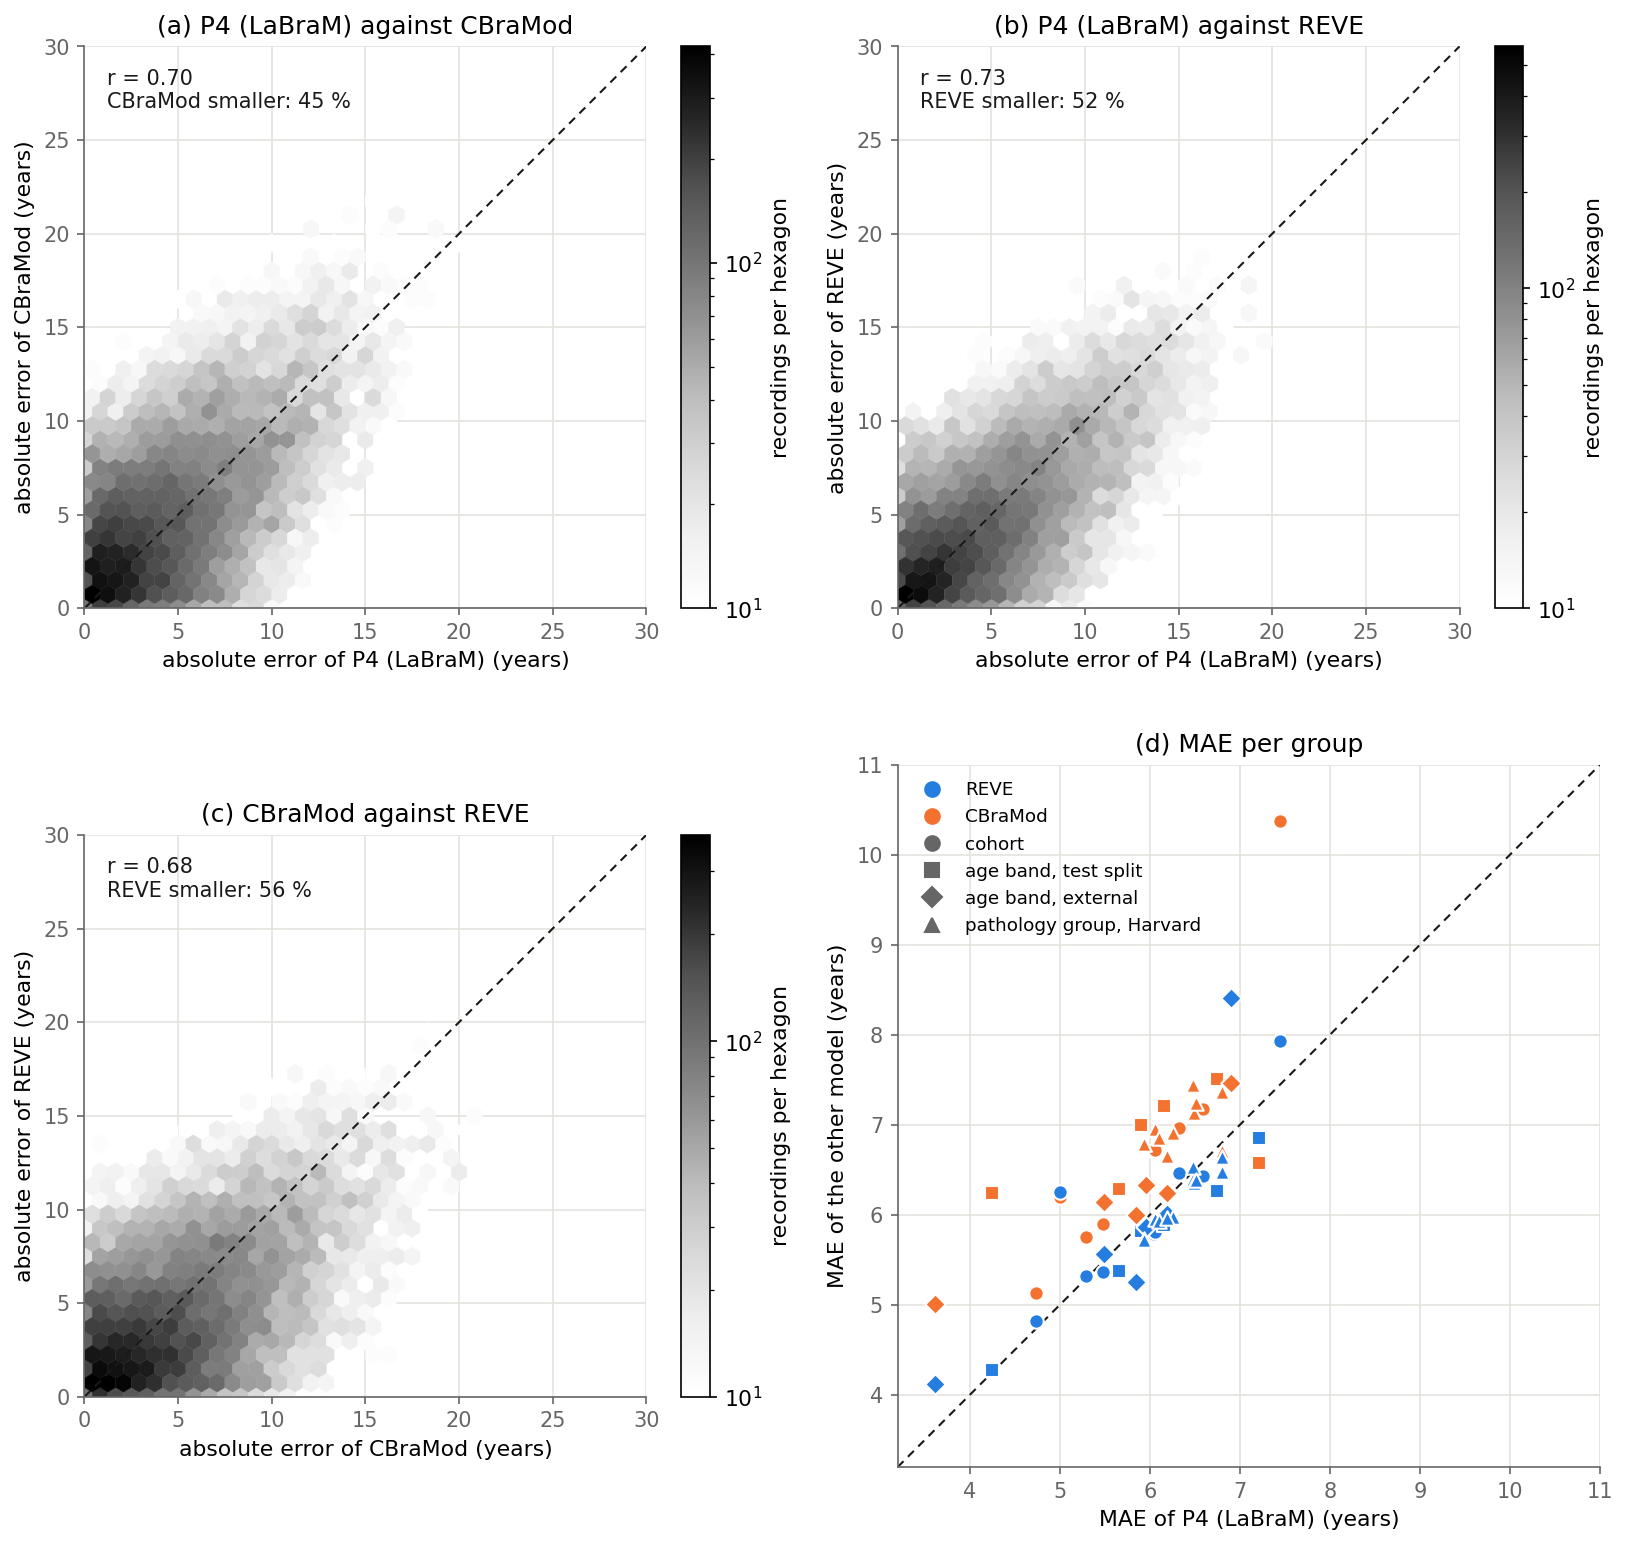 (a) P4 (LaBraM) against CBraMod
r = 0.70
CBraMod smaller: 45 %
absolute error of CBraMod (years)
30
25
20
15
10
5
0
0 5 10 15 20 25 30
absolute error of P4 (LaBraM) (years)
10²
10¹
recordings per hexagon
(b) P4 (LaBraM) against REVE
r = 0.73
REVE smaller: 52 %
absolute error of REVE (years)
30
25
20
15
10
5
0
0 5 10 15 20 25 30
absolute error of P4 (LaBraM) (years)
10²
10¹
recordings per hexagon
(c) CBraMod against REVE
r = 0.68
REVE smaller: 56 %
absolute error of REVE (years)
30
25
20
15
10
5
0
0 5 10 15 20 25 30
absolute error of CBraMod (years)
10²
10¹
recordings per hexagon
(d) MAE per group
REVE
CBraMod
cohort
age band, test split
age band, external
pathology group, Harvard
MAE of the other model (years)
11
10
9
8
7
6
5
4
4 5 6 7 8 9 10 11
MAE of P4 (LaBraM) (years)